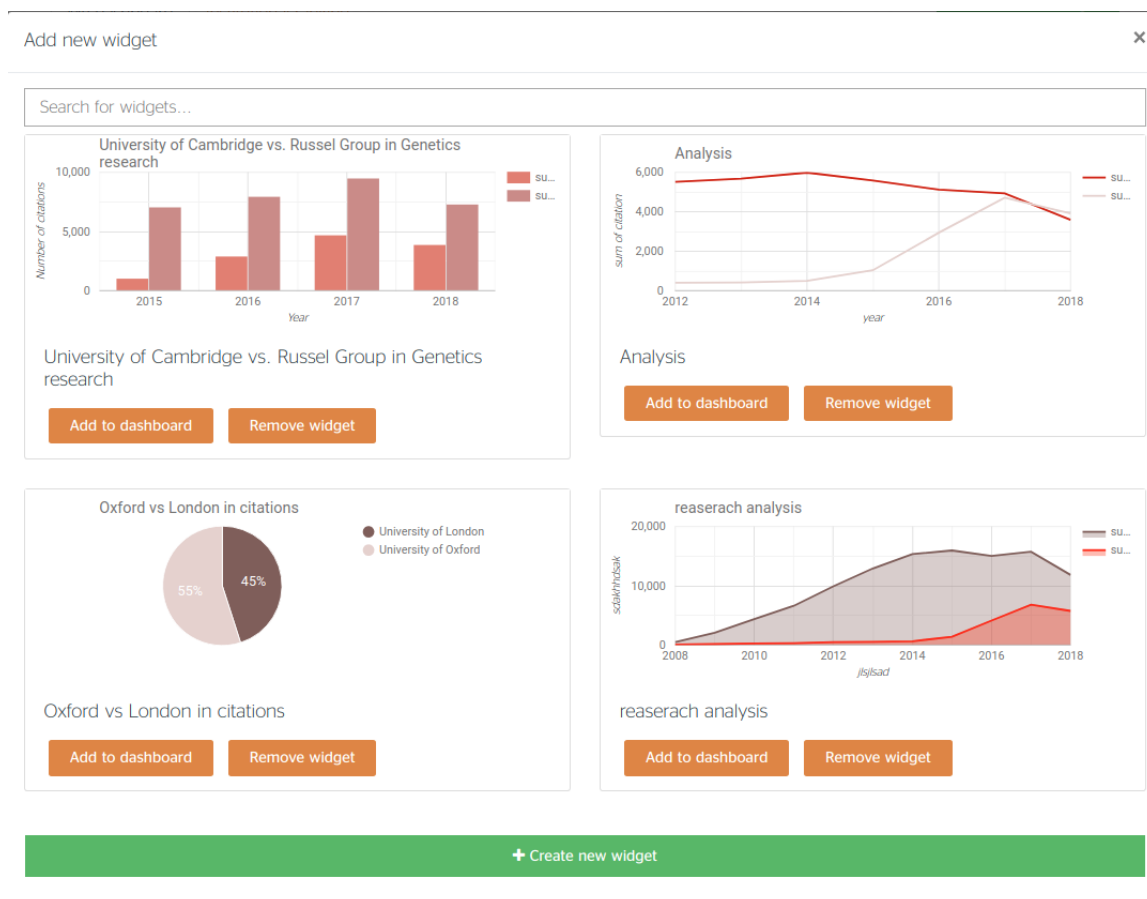 Add new widget
×
Search for widgets...
University of Cambridge vs. Russel Group in Genetics
research
10,000
5,000
0
Number of citations
2015 2016 2017 2018
Year
su...
su...
University of Cambridge vs. Russel Group in Genetics
research
Add to dashboard Remove widget
Analysis
6,000
4,000
2,000
0
sum of citation
2012 2014 2016 2018
year
su...
su...
Analysis
Add to dashboard Remove widget
Oxford vs London in citations
55% 45%
University of London
University of Oxford
Oxford vs London in citations
Add to dashboard Remove widget
reaserach analysis
20,000
10,000
0
sdakhhdsak
2008 2010 2012 2014 2016 2018
jlsjlsad
su...
su...
reaserach analysis
Add to dashboard Remove widget
+ Create new widget